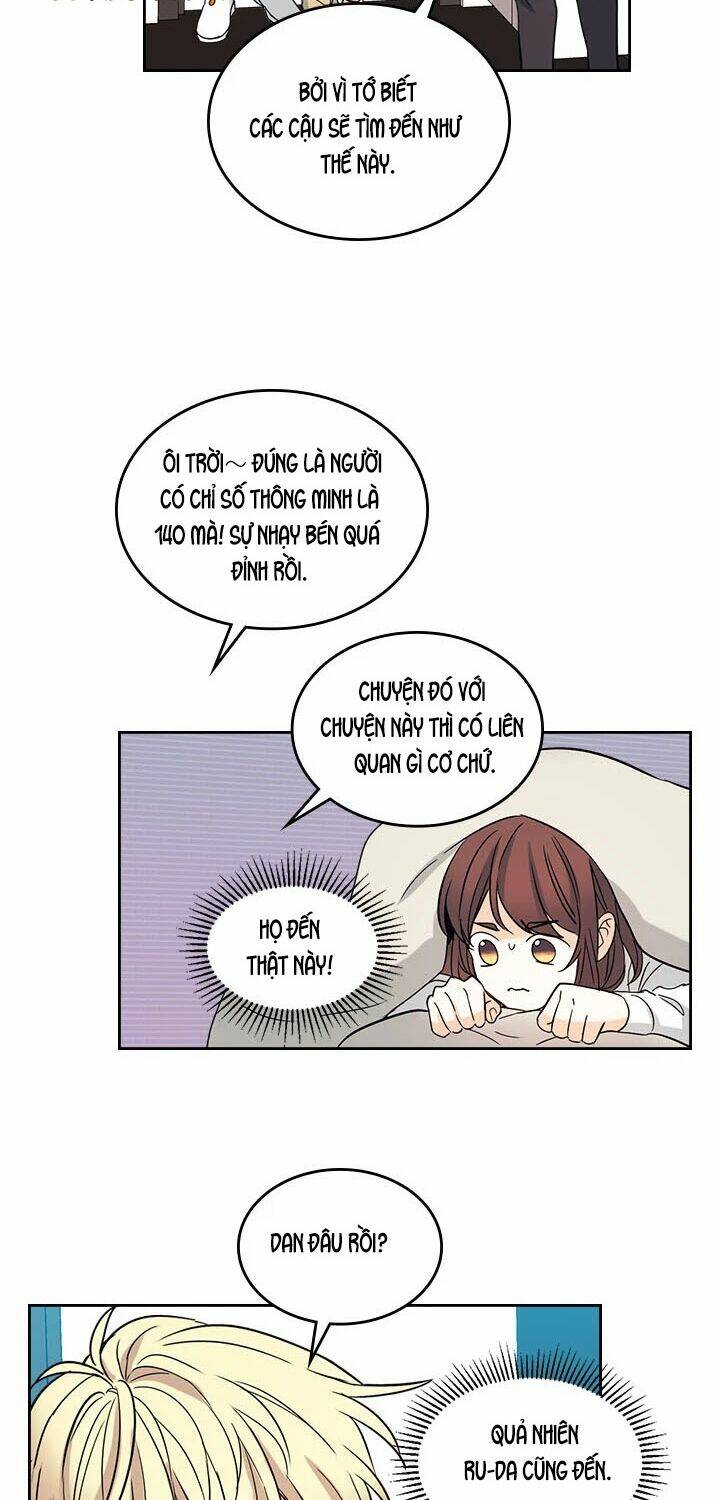 BỞI VÌ TỚ BIẾT
CÁC CẬU SẼ TÌM ĐẾN NHƯ
THẾ NÀY.
ÔI TRỜI~ ĐÚNG LÀ NGƯỜI
CÓ CHỈ SỐ THÔNG MINH LÀ
140 MÀ! SỰ NHẠY BÉN QUÁ
ĐỈNH RỒI.
CHUYỆN ĐÓ VỚI
CHUYỆN NÀY THÌ CÓ LIÊN
QUAN GÌ CƠ CHỨ.
HỌ ĐẾN
THẬT NÀY!
DAN ĐÂU RỒI?
QUẢ NHIÊN
RU-DA CŨNG ĐẾN.